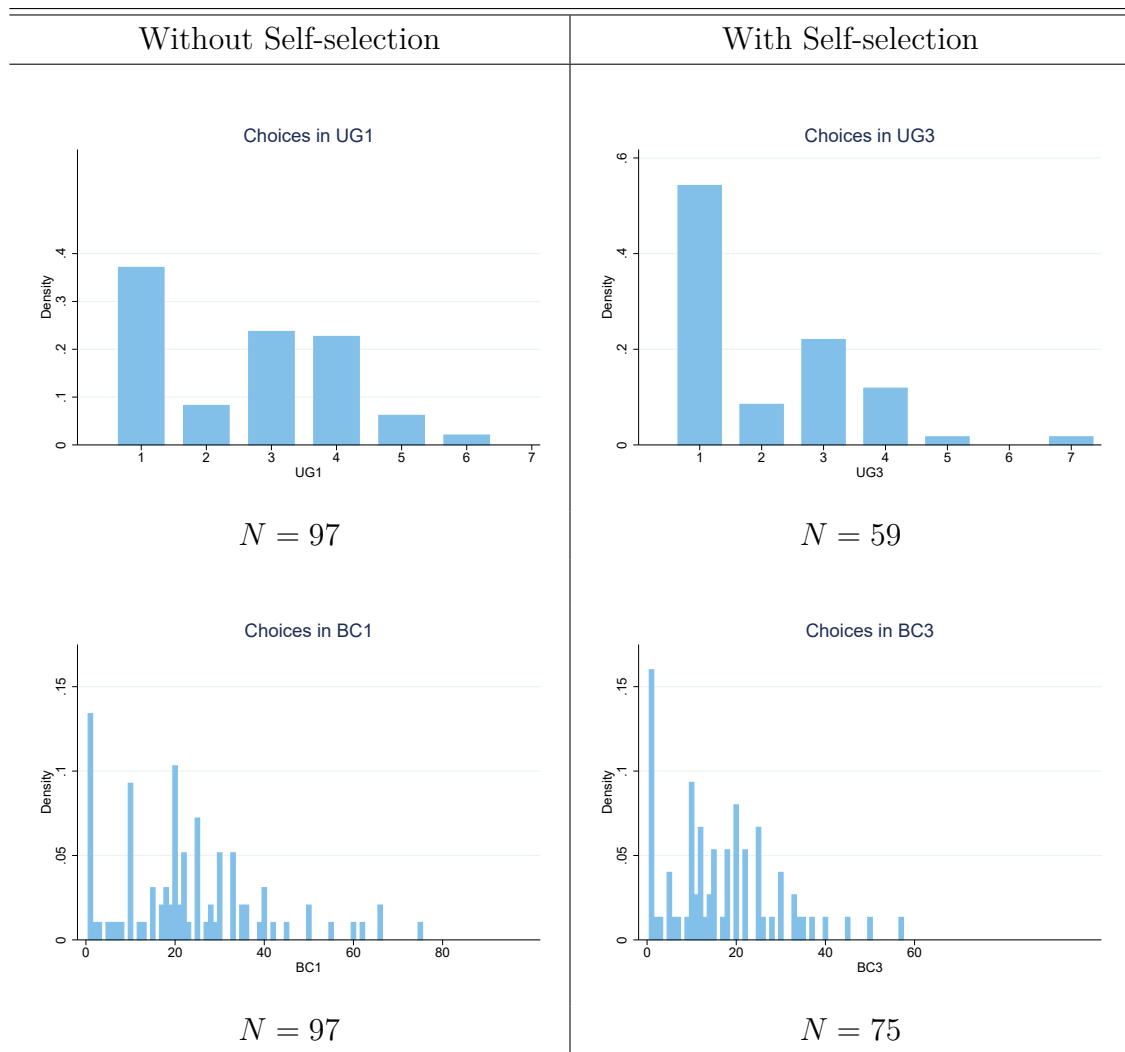 Without Self-selection
With Self-selection
Choices in UG1
Density
.4
.3
.2
.1
0
1 2 3 4 5 6 7
UG1
N = 97
Choices in UG3
Density
.6
.4
.2
0
1 2 3 4 5 6 7
UG3
N = 59
Choices in BC1
Density
.15
.1
.05
0
0 20 40 60 80
BC1
N = 97
Choices in BC3
Density
.15
.1
.05
0
0 20 40 60
BC3
N = 75